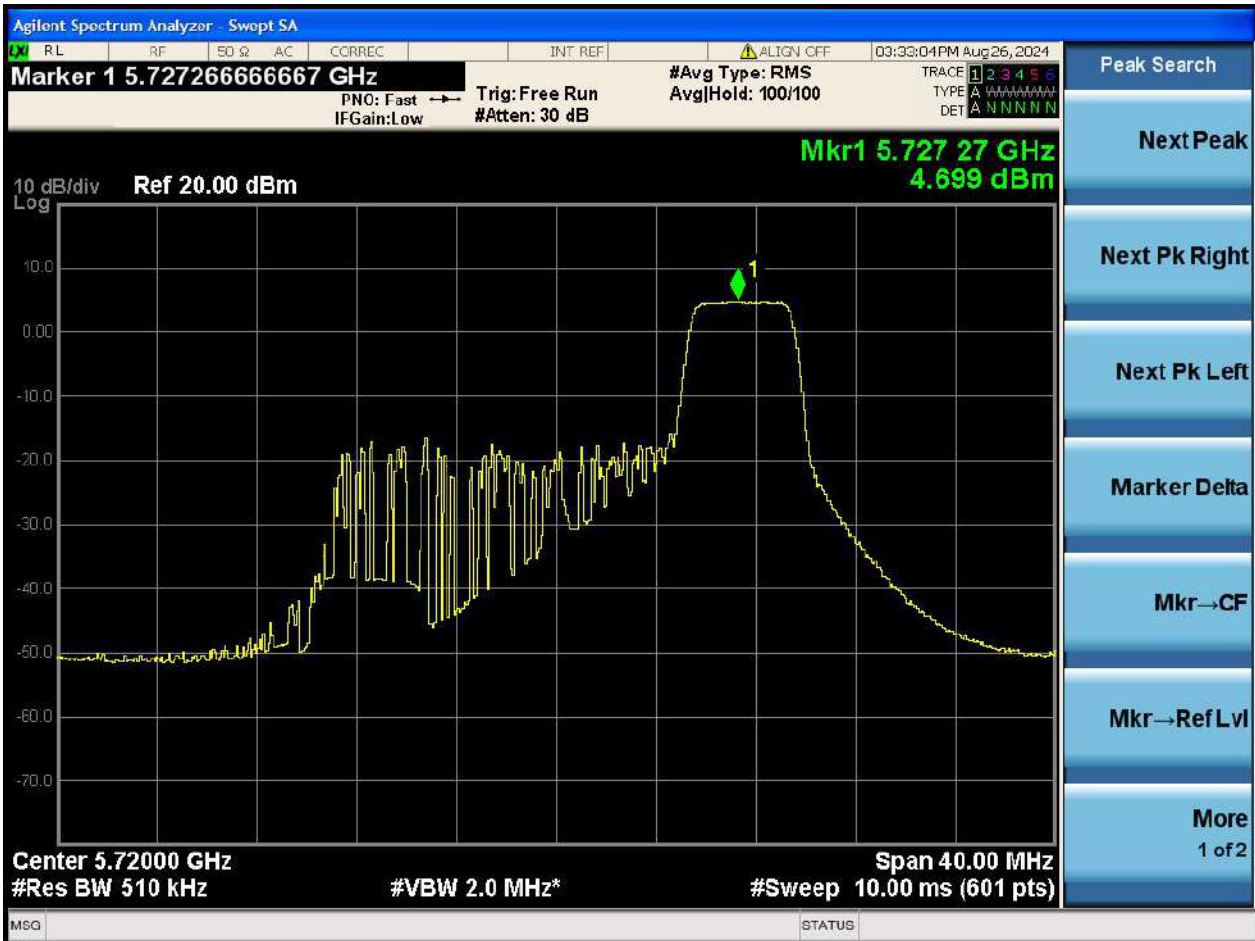 Agilent Spectrum Analyzer - Swept SA
LXI RL RF 50 Ω AC CORREC INT REF ALIGN OFF 03:33:04PM Aug 26, 2024
Marker 1 5.727266666667 GHz
PNO: Fast
IFGain:Low
Trig: Free Run
#Atten: 30 dB
#Avg Type: RMS
Avg|Hold: 100/100
TRACE 1 2 3 4 5 6
TYPE A WWWWWW
DET A N N N N N
Mkr1 5.727 27 GHz
4.699 dBm
10 dB/div Ref 20.00 dBm
Log
1
10.0
0.00
-10.0
-20.0
-30.0
-40.0
-50.0
-60.0
-70.0
Center 5.72000 GHz Span 40.00 MHz
#Res BW 510 kHz #VBW 2.0 MHz* #Sweep 10.00 ms (601 pts)
MSG STATUS
Peak Search
Next Peak
Next Pk Right
Next Pk Left
Marker Delta
Mkr→CF
Mkr→Ref Lvl
More
1 of 2